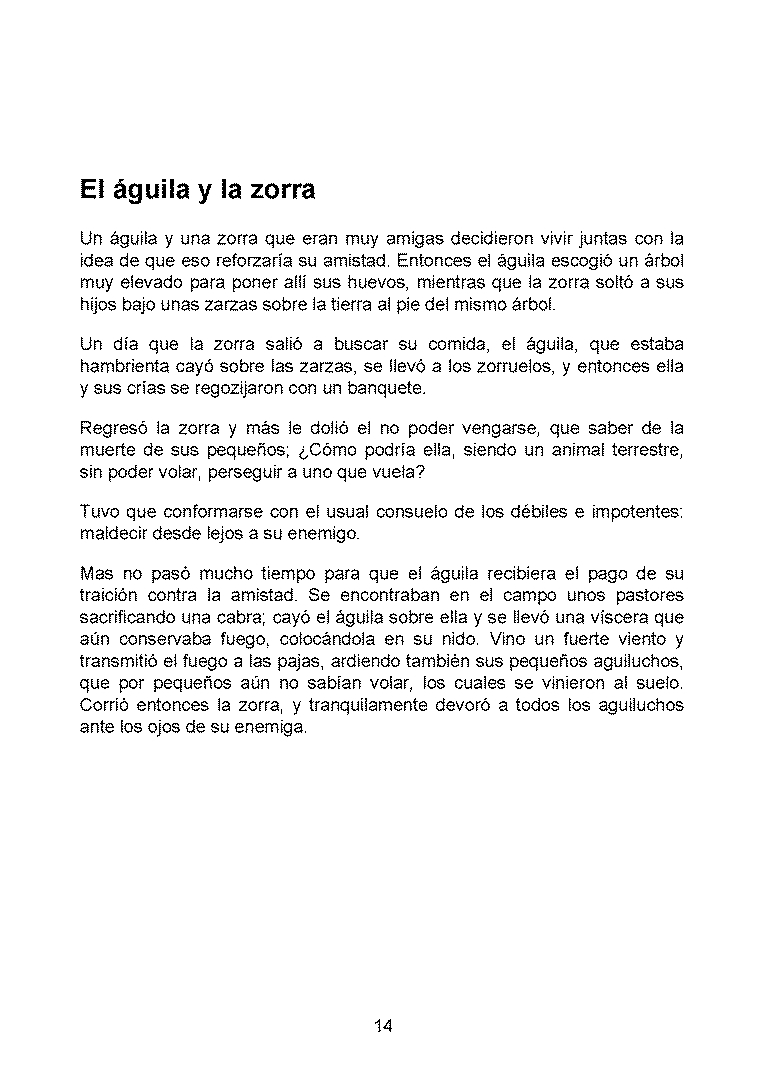 El águila y la zorra
Un águila y una zorra que eran muy amigas decidieron vivir juntas con la
idea de que eso reforzaría su amistad. Entonces el águila escogió un árbol
muy elevado para poner allí sus huevos, mientras que la zorra soltó a sus
hijos bajo unas zarzas sobre la tierra al pie del mismo árbol.
Un día que la zorra salió a buscar su comida, el águila, que estaba
hambrienta cayó sobre las zarzas, se llevó a los zorruelos, y entonces ella
y sus crías se regozijaron con un banquete.
Regresó la zorra y más le dolió el no poder vengarse, que saber de la
muerte de sus pequeños; ¿Cómo podría ella, siendo un animal terrestre,
sin poder volar, perseguir a uno que vuela?
Tuvo que conformarse con el usual consuelo de los débiles e impotentes:
maldecir desde lejos a su enemigo.
Mas no pasó mucho tiempo para que el águila recibiera el pago de su
traición contra la amistad. Se encontraban en el campo unos pastores
sacrificando una cabra; cayó el águila sobre ella y se llevó una víscera que
aún conservaba fuego, colocándola en su nido. Vino un fuerte viento y
transmitió el fuego a las pajas, ardiendo también sus pequeños aguiluchos,
que por pequeños aún no sabían volar, los cuales se vinieron al suelo.
Corrió entonces la zorra, y tranquilamente devoró a todos los aguiluchos
ante los ojos de su enemiga.
14